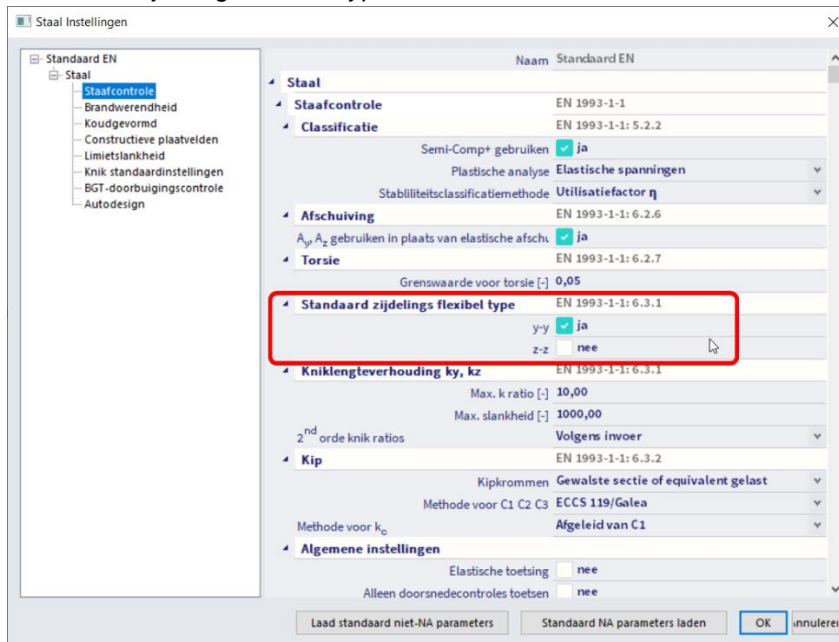 Staal Instellingen
Standaard EN
Staal
Staafcontrole
Brandwerendheid
Koudgevormd
Constructieve plaatvelden
Limietslankheid
Knik standaardinstellingen
BGT-doorbuigingscontrole
Autodesign
Naam Standaard EN
Staal
Staafcontrole EN 1993-1-1
Classificatie EN 1993-1-1: 5.2.2
Semi-Comp+ gebruiken ja
Plastische analyse Elastische spanningen
Stabliliteitsclassificatiemethode Utilisatiefactor η
Afschuiving EN 1993-1-1: 6.2.6
Ay, Az gebruiken in plaats van elastische afschu ja
Torsie EN 1993-1-1: 6.2.7
Grenswaarde voor torsie [-] 0,05
Standaard zijdelings flexibel type EN 1993-1-1: 6.3.1
y-y ja
z-z nee
Kniklengteverhouding ky, kz EN 1993-1-1: 6.3.1
Max. k ratio [-] 10,00
Max. slankheid [-] 1000,00
2nd orde knik ratios Volgens invoer
Kip EN 1993-1-1: 6.3.2
Kipkrommen Gewalste sectie of equivalent gelast
Methode voor C1 C2 C3 ECCS 119/Galea
Methode voor kc Afgeleid van C1
Algemene instellingen
Elastische toetsing nee
Alleen doorsnedecontroles toetsen nee
Laad standaard niet-NA parameters Standaard NA parameters laden OK Annuleren